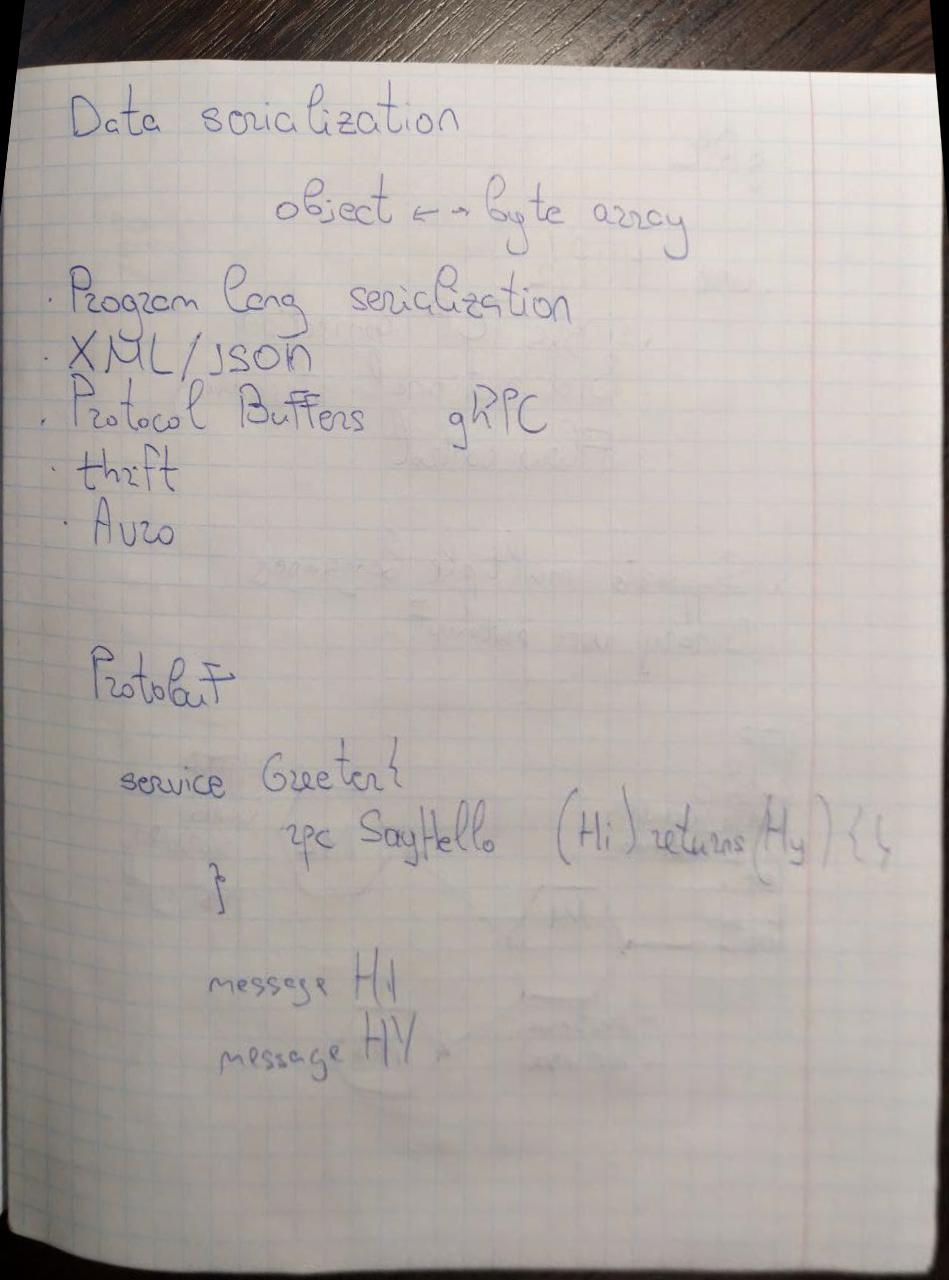 Data serialization
object ← → byte array
· Program lang serialization
· XML/JSON
· Protocol Buffers gRPC
· thrift
· Avro
Protobuf
service Greeter{
rpc SayHello (Hi) returns (Hy) {}
}
message HI
message HY